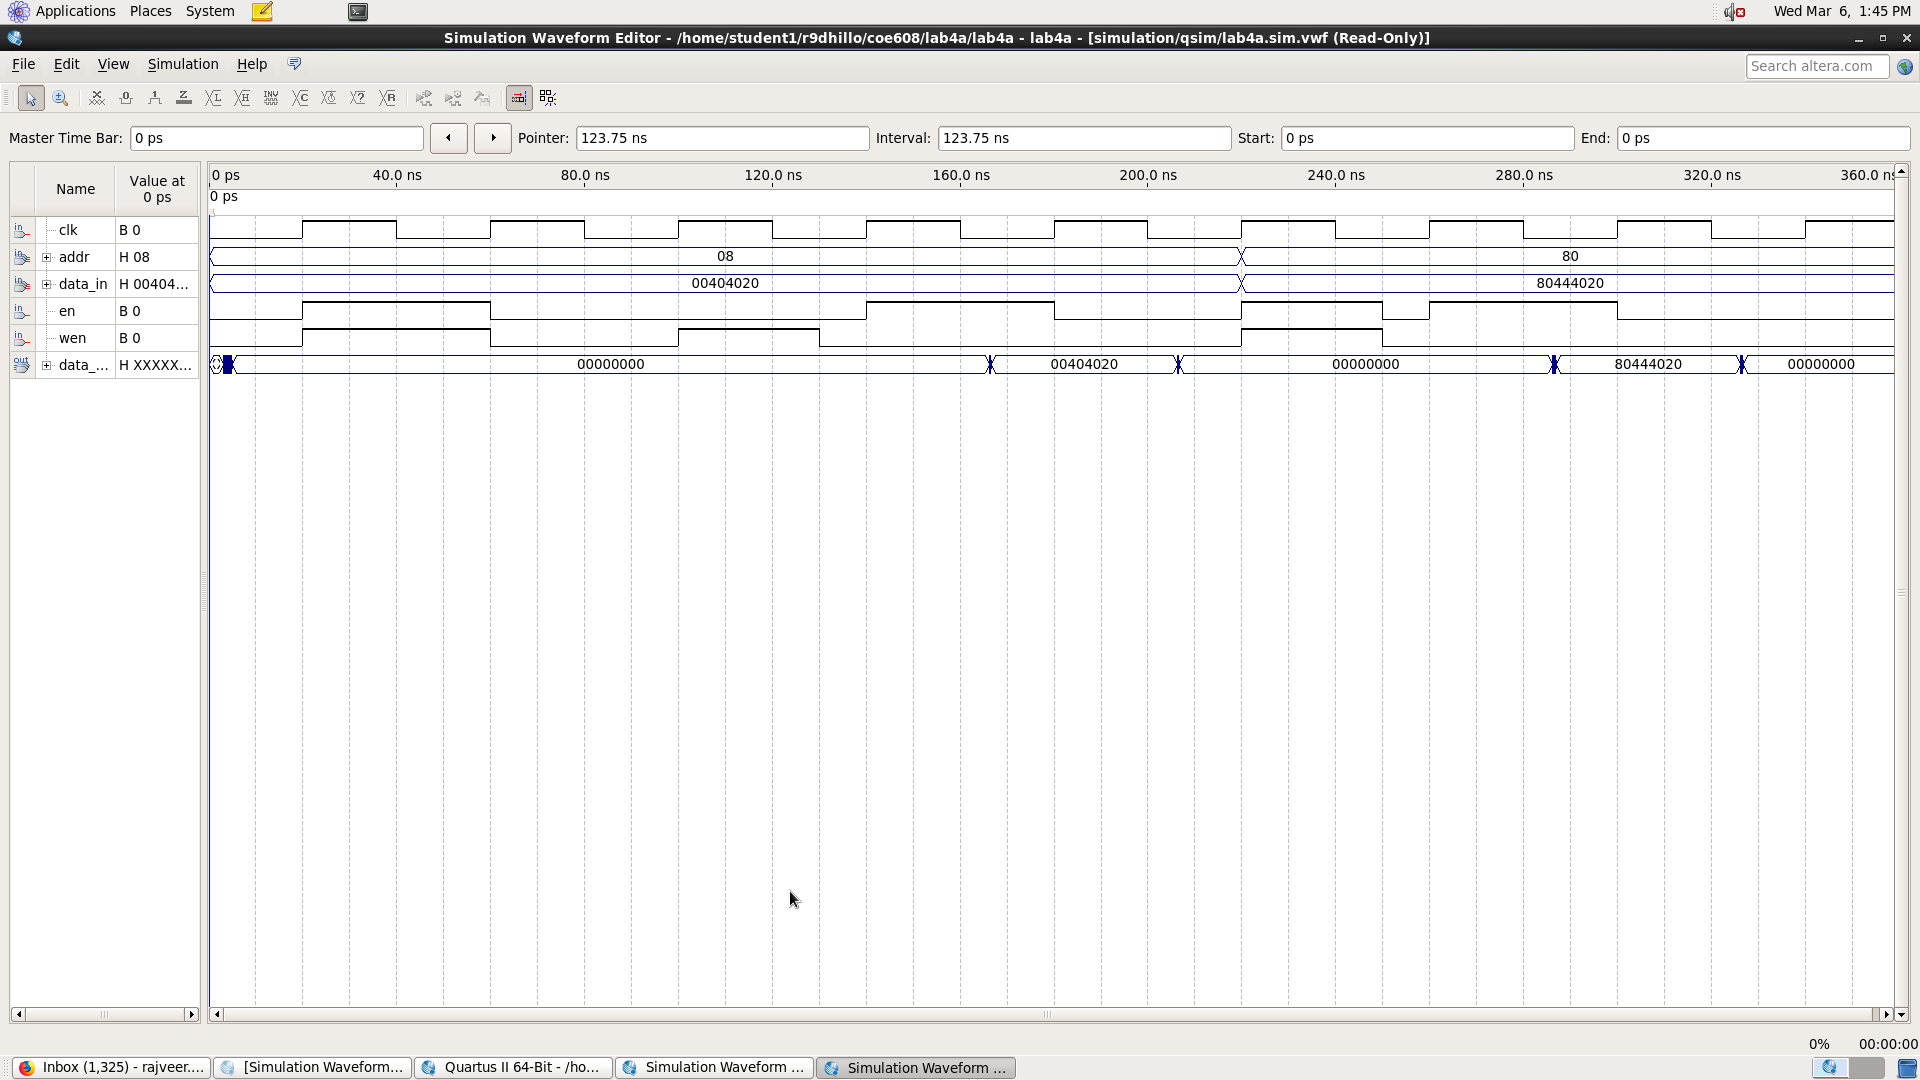 Applications Places System Wed Mar 6, 1:45 PM
Simulation Waveform Editor - /home/student1/r9dhillo/coe608/lab4a/lab4a - lab4a - [simulation/qsim/lab4a.sim.vwf (Read-Only)]
File Edit View Simulation Help Search altera.com
Master Time Bar: 0 ps Pointer: 123.75 ns Interval: 123.75 ns Start: 0 ps End: 0 ps
Name Value at 0 ps 0 ps 40.0 ns 80.0 ns 120.0 ns 160.0 ns 200.0 ns 240.0 ns 280.0 ns 320.0 ns 360.0 ns
0 ps
clk B 0
addr H 08 08 80
data_in H 00404... 00404020 80444020
en B 0
wen B 0
data_... H XXXXX... 00000000 00404020 00000000 80444020 00000000
0% 00:00:00
Inbox (1,325) - rajveer.... [Simulation Waveform... Quartus II 64-Bit - /ho... Simulation Waveform ... Simulation Waveform ...